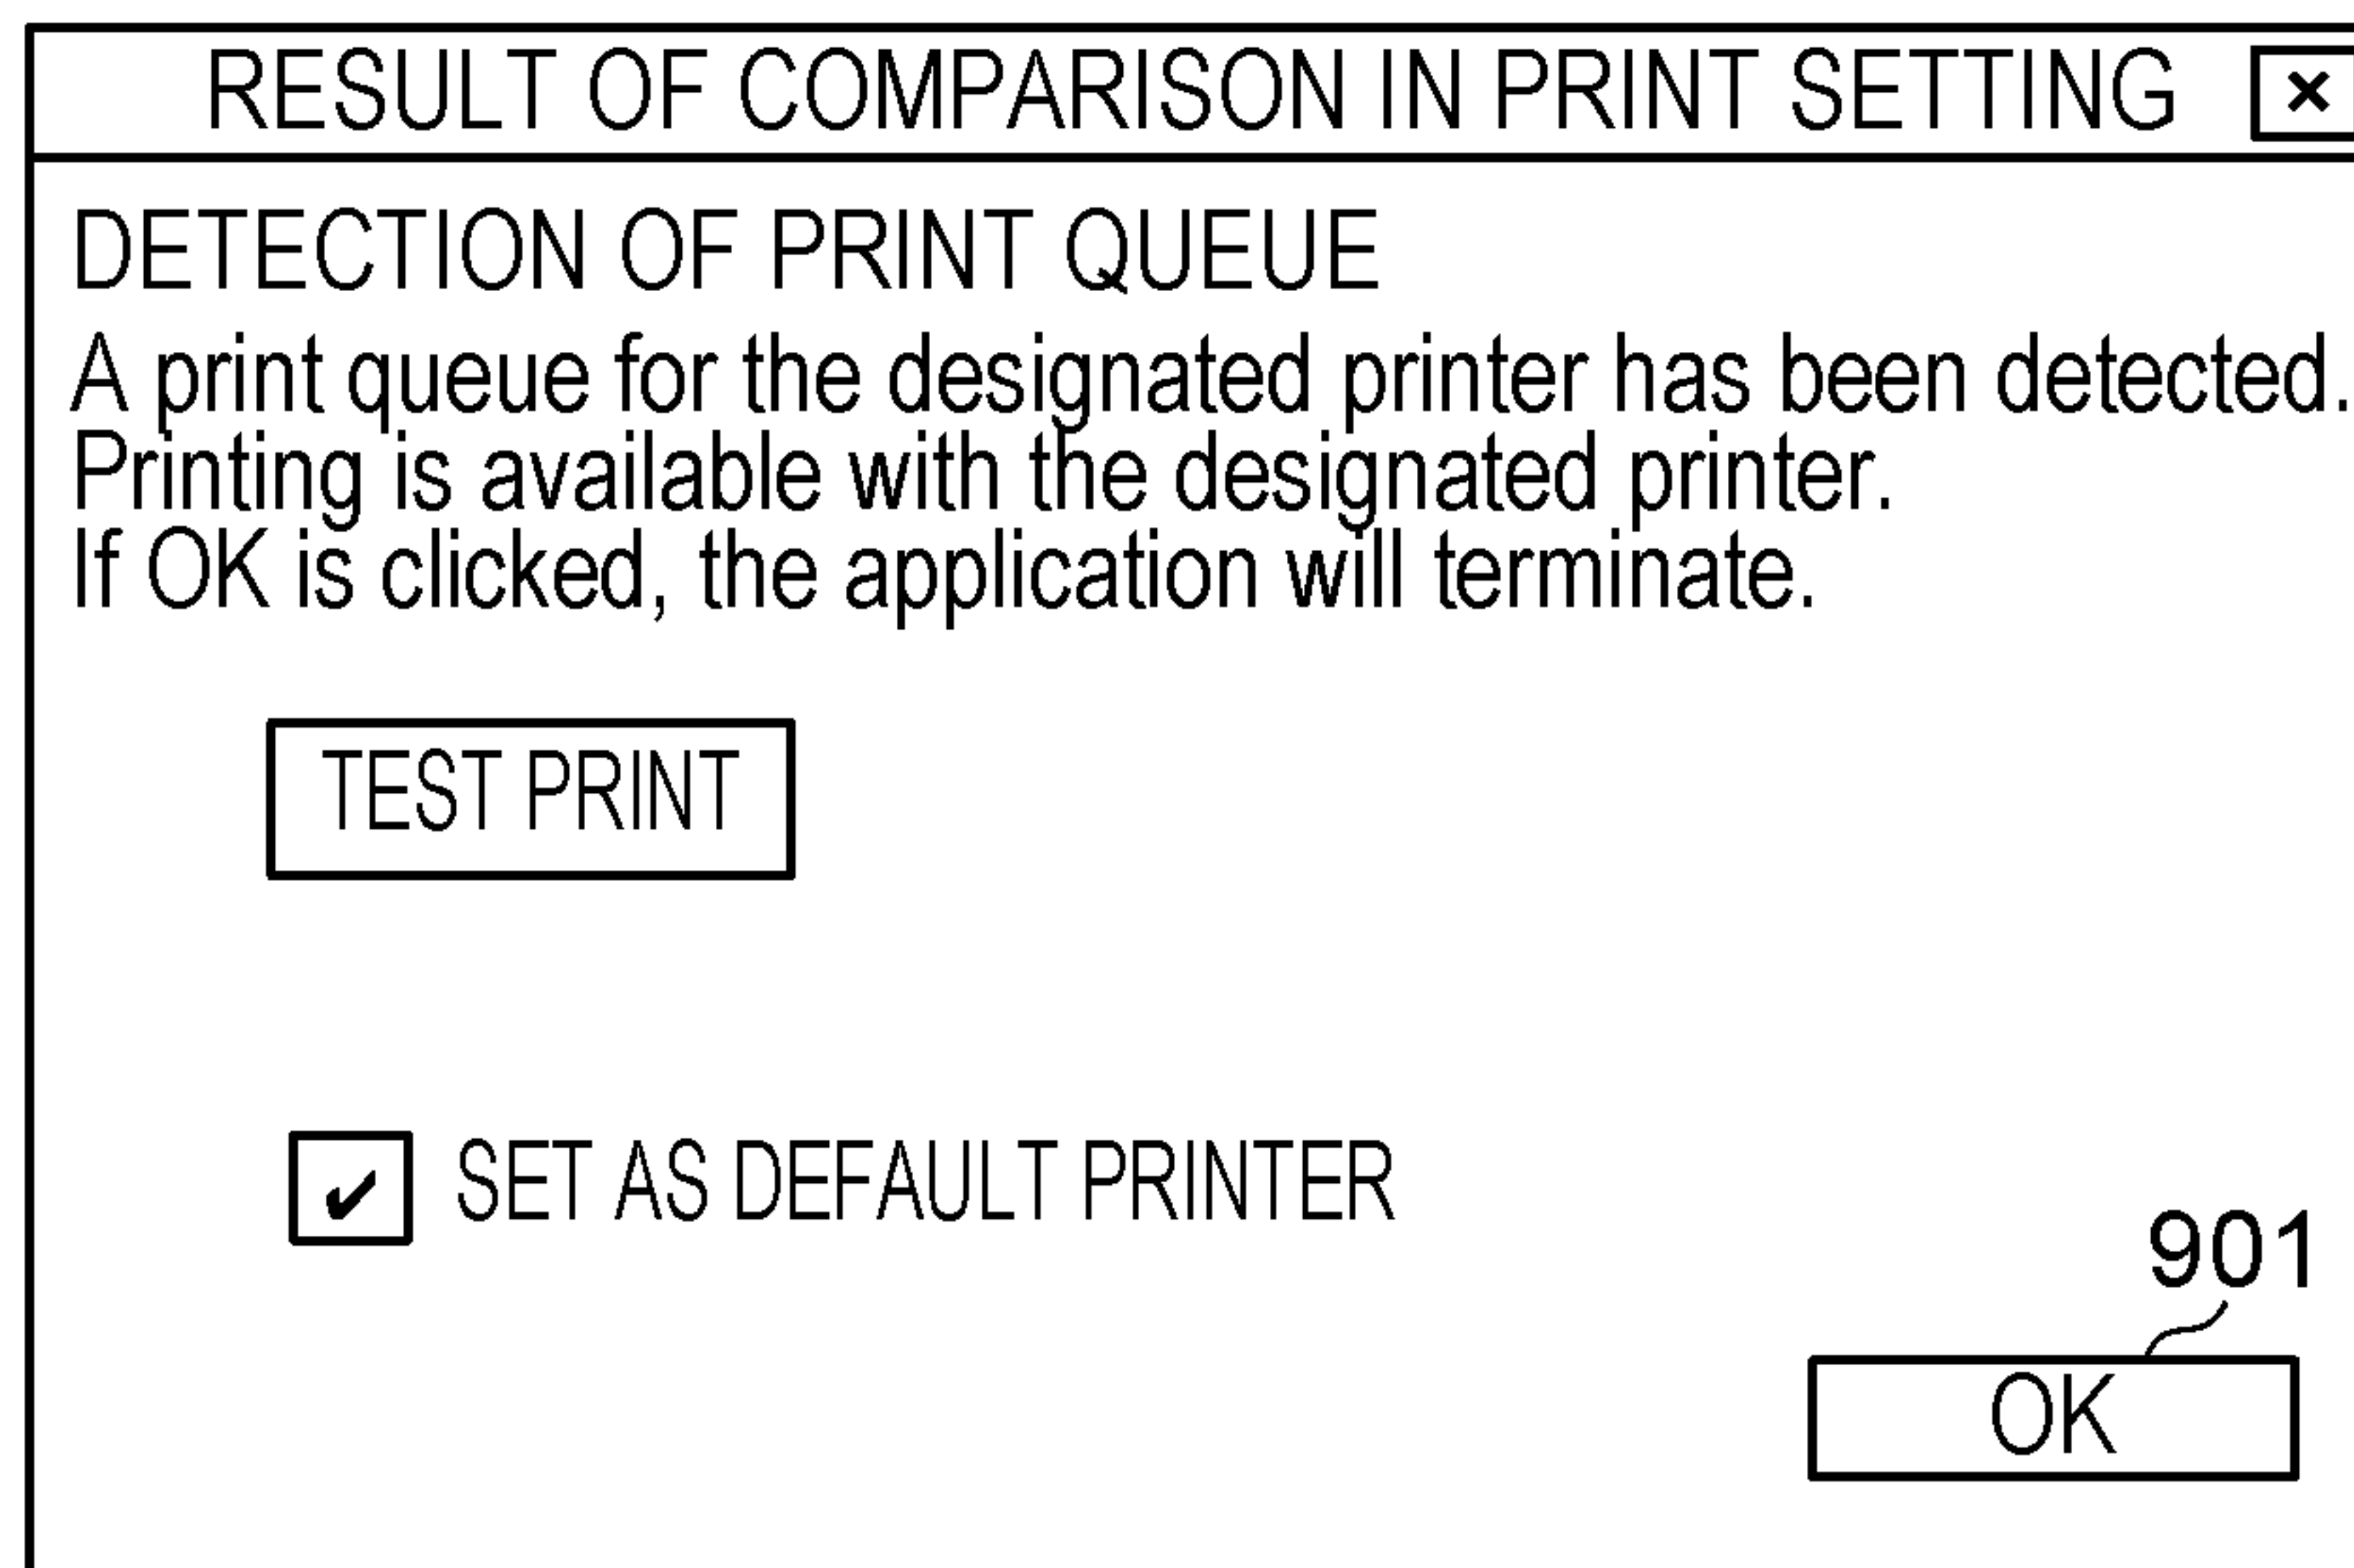 RESULT OF COMPARISON IN PRINT SETTING ×
DETECTION OF PRINT QUEUE
A print queue for the designated printer has been detected.
Printing is available with the designated printer.
If OK is clicked, the application will terminate.
TEST PRINT
✔ SET AS DEFAULT PRINTER
901
OK